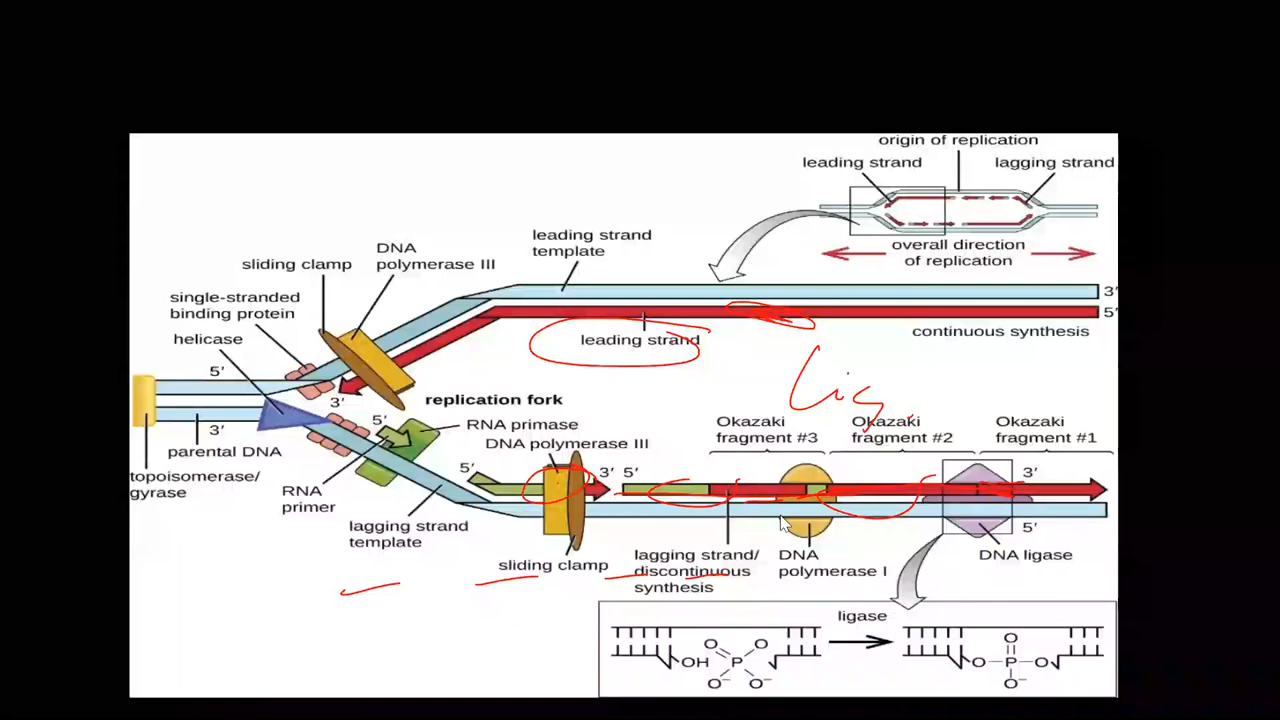 origin of replication
leading strand
lagging strand
overall direction
of replication
leading strand
template
DNA
polymerase III
sliding clamp
single-stranded
binding protein
helicase
3′
5′
continuous synthesis
leading strand
5′
3′
replication fork
Lig
5′
RNA primase
DNA polymerase III
Okazaki
fragment #3
Okazaki
fragment #2
Okazaki
fragment #1
3′
parental DNA
topoisomerase/
gyrase
RNA
primer
5′
3′
5′
3′
lagging strand
template
5′
sliding clamp
lagging strand/
discontinuous
synthesis
DNA
polymerase I
DNA ligase
ligase
OH
P
O
O
O−
O−
O
O
P
O
O−